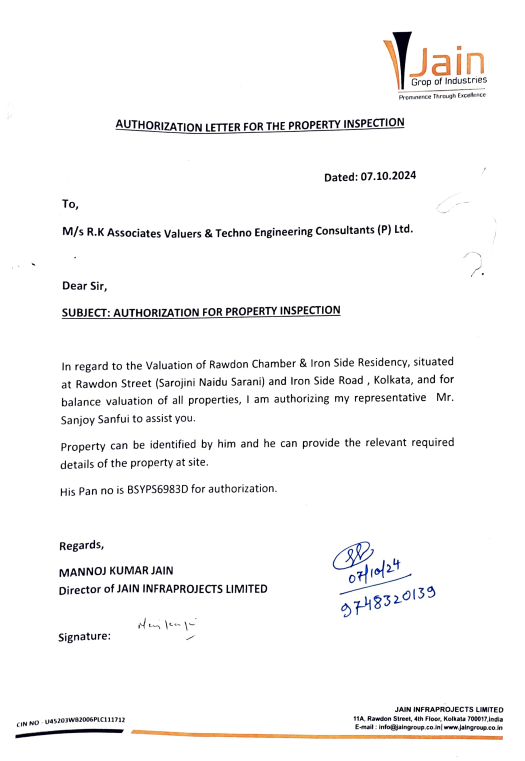 Jain
Grop of Industries
Prominence Through Excellence
AUTHORIZATION LETTER FOR THE PROPERTY INSPECTION
Dated: 07.10.2024
To,
M/s R.K Associates Valuers & Techno Engineering Consultants (P) Ltd.
Dear Sir,
SUBJECT: AUTHORIZATION FOR PROPERTY INSPECTION
In regard to the Valuation of Rawdon Chamber & Iron Side Residency, situated
at Rawdon Street (Sarojini Naidu Sarani) and Iron Side Road , Kolkata, and for
balance valuation of all properties, I am authorizing my representative Mr.
Sanjoy Sanfui to assist you.
Property can be identified by him and he can provide the relevant required
details of the property at site.
His Pan no is BSYPS6983D for authorization.
Regards,
MANNOJ KUMAR JAIN
Director of JAIN INFRAPROJECTS LIMITED
07/10/24
9748320139
Signature:
CIN NO - U45203WB2006PLC111712
JAIN INFRAPROJECTS LIMITED
11A, Rawdon Street, 4th Floor, Kolkata 700017,India
E-mail : info@jaingroup.co.in| www.jaingroup.co.in